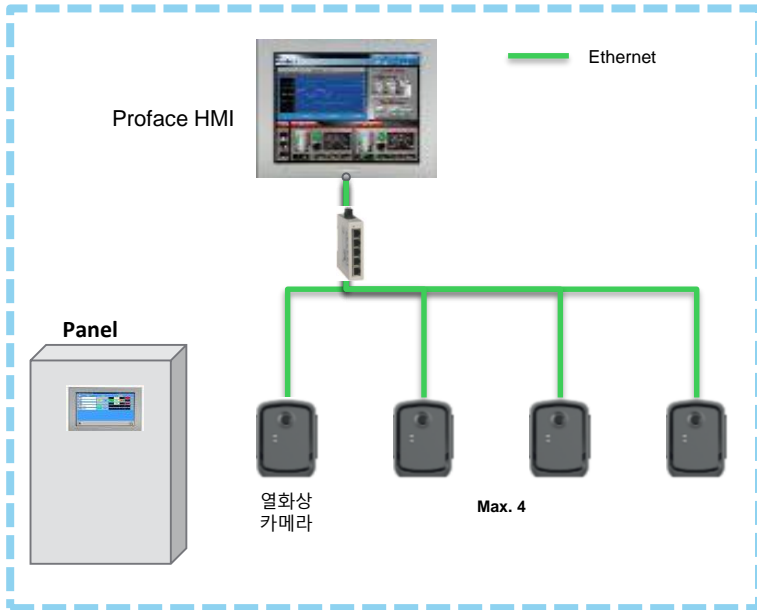 Ethernet
Proface HMI
Panel
열화상
카메라
Max. 4